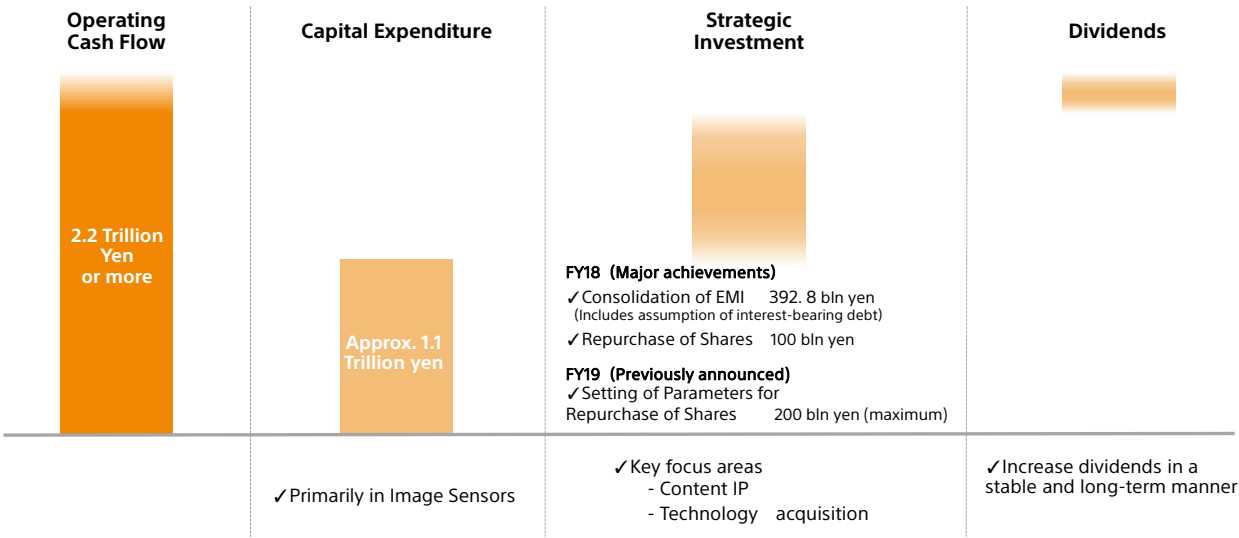 Operating
Cash Flow
Capital Expenditure
Strategic
Investment
Dividends
2.2 Trillion
Yen
or more
Approx. 1.1
Trillion yen
FY18 (Major achievements)
✓Consolidation of EMI 392. 8 bln yen
(Includes assumption of interest-bearing debt)
✓Repurchase of Shares 100 bln yen
FY19 (Previously announced)
✓Setting of Parameters for
Repurchase of Shares 200 bln yen (maximum)
✓Primarily in Image Sensors
✓Key focus areas
- Content IP
- Technology acquisition
✓Increase dividends in a
stable and long-term manner